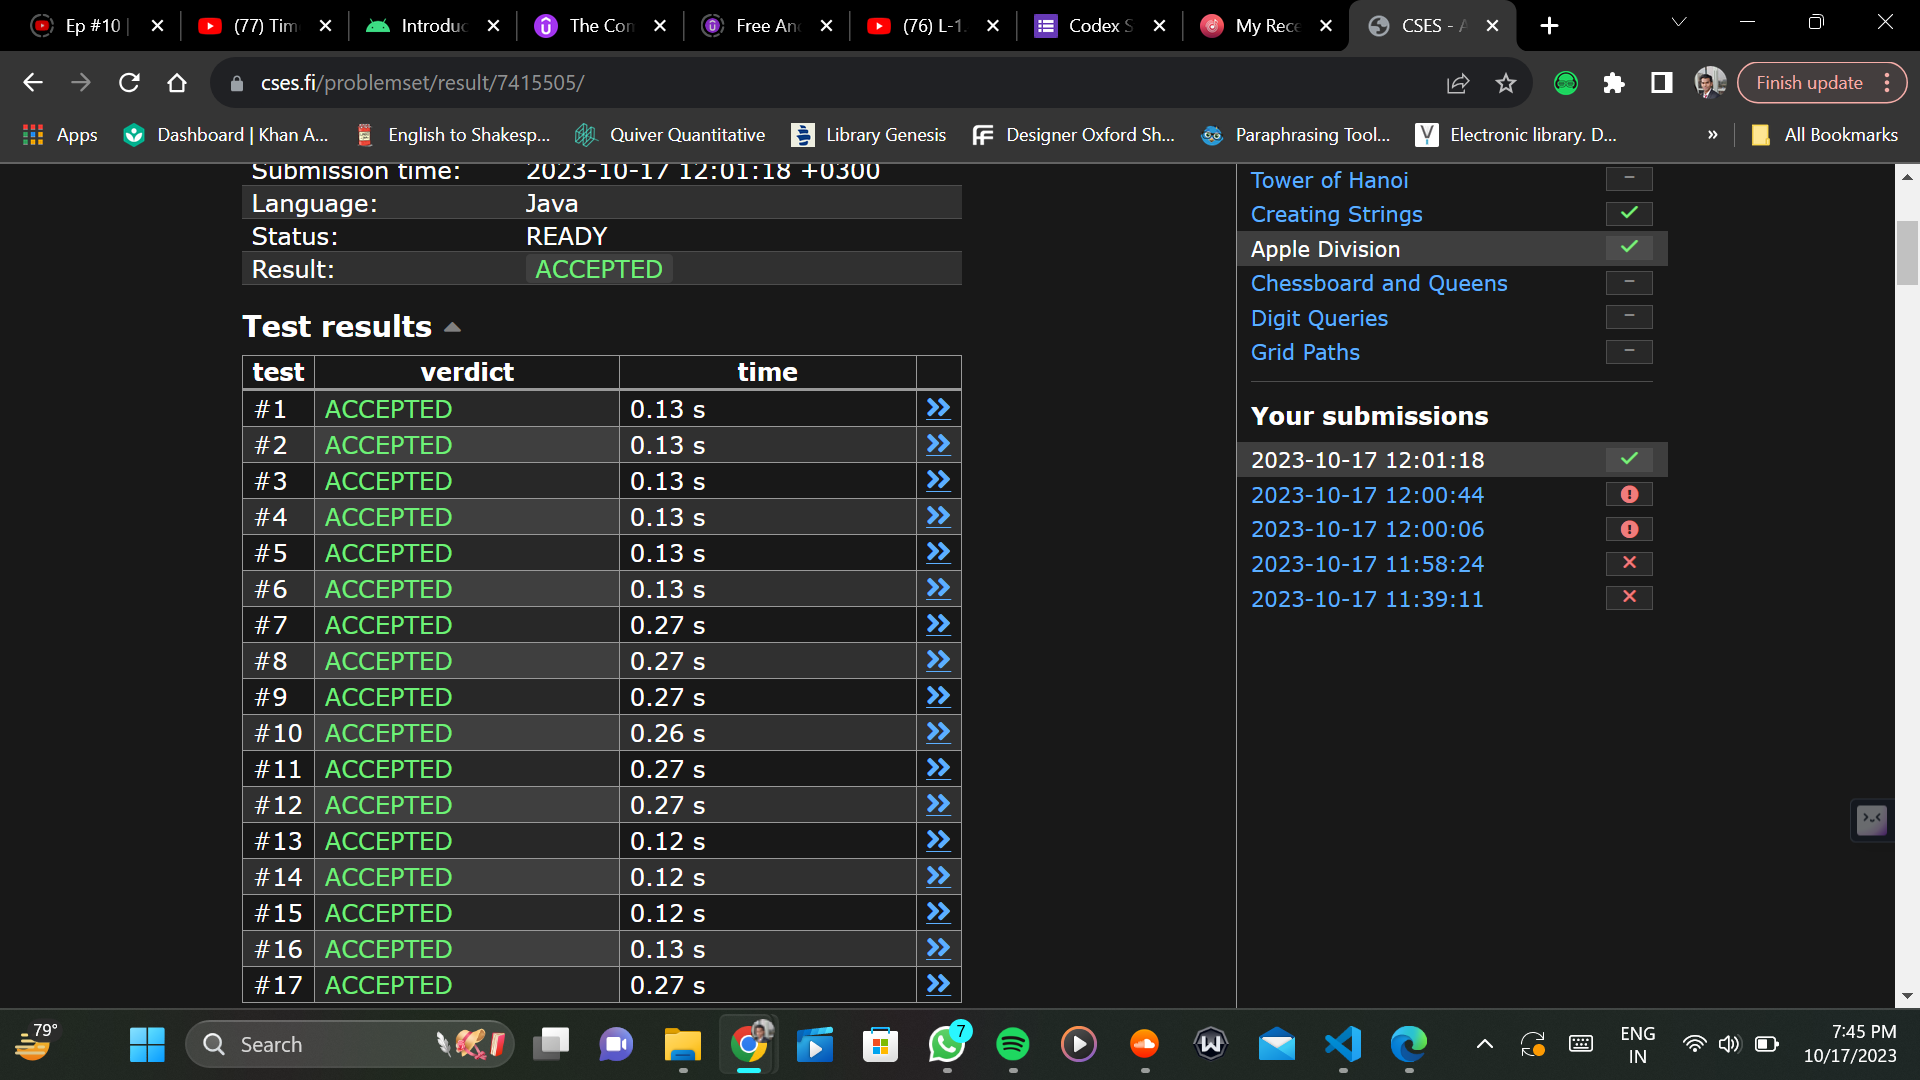 Ep #10 |
(77) Tim
Introduc
The Con
Free An
(76) L-1.
Codex S
My Rece
CSES - A
cses.fi/problemset/result/7415505/
Finish update
Apps
Dashboard | Khan A...
English to Shakesp...
Quiver Quantitative
Library Genesis
Designer Oxford Sh...
Paraphrasing Tool...
Electronic library. D...
»
All Bookmarks
Submission time: 2023-10-17 12:01:18 +0300
Language: Java
Status: READY
Result: ACCEPTED
Test results
test verdict time
#1 ACCEPTED 0.13 s
#2 ACCEPTED 0.13 s
#3 ACCEPTED 0.13 s
#4 ACCEPTED 0.13 s
#5 ACCEPTED 0.13 s
#6 ACCEPTED 0.13 s
#7 ACCEPTED 0.27 s
#8 ACCEPTED 0.27 s
#9 ACCEPTED 0.27 s
#10 ACCEPTED 0.26 s
#11 ACCEPTED 0.27 s
#12 ACCEPTED 0.27 s
#13 ACCEPTED 0.12 s
#14 ACCEPTED 0.12 s
#15 ACCEPTED 0.12 s
#16 ACCEPTED 0.13 s
#17 ACCEPTED 0.27 s
Tower of Hanoi
Creating Strings
Apple Division
Chessboard and Queens
Digit Queries
Grid Paths
Your submissions
2023-10-17 12:01:18
2023-10-17 12:00:44
2023-10-17 12:00:06
2023-10-17 11:58:24
2023-10-17 11:39:11
79°
Search
7
ENG
IN
7:45 PM
10/17/2023